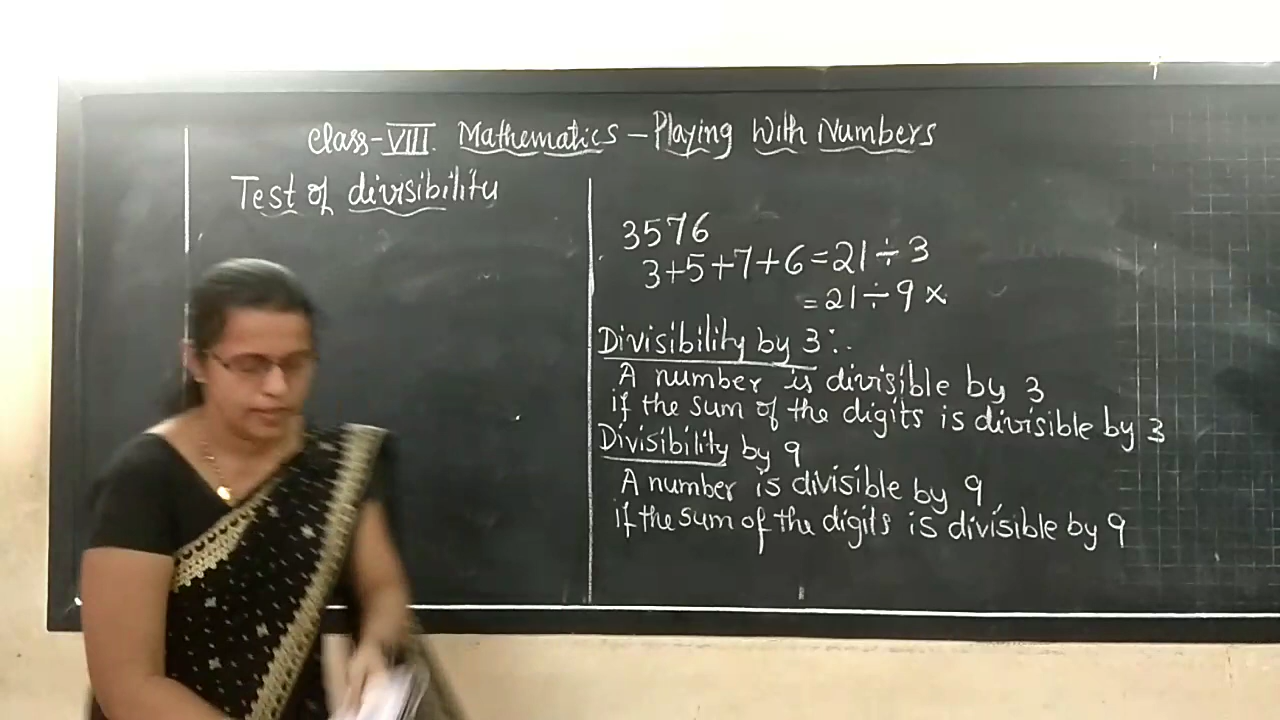 Class-VIII. Mathematics - Playing With Numbers
Test of divisibility
3576
3+5+7+6=21÷3
=21÷9 ×
Divisibility by 3:-
A number is divisible by 3
if the sum of the digits is divisible by 3
Divisibility by 9
A number is divisible by 9
if the sum of the digits is divisible by 9